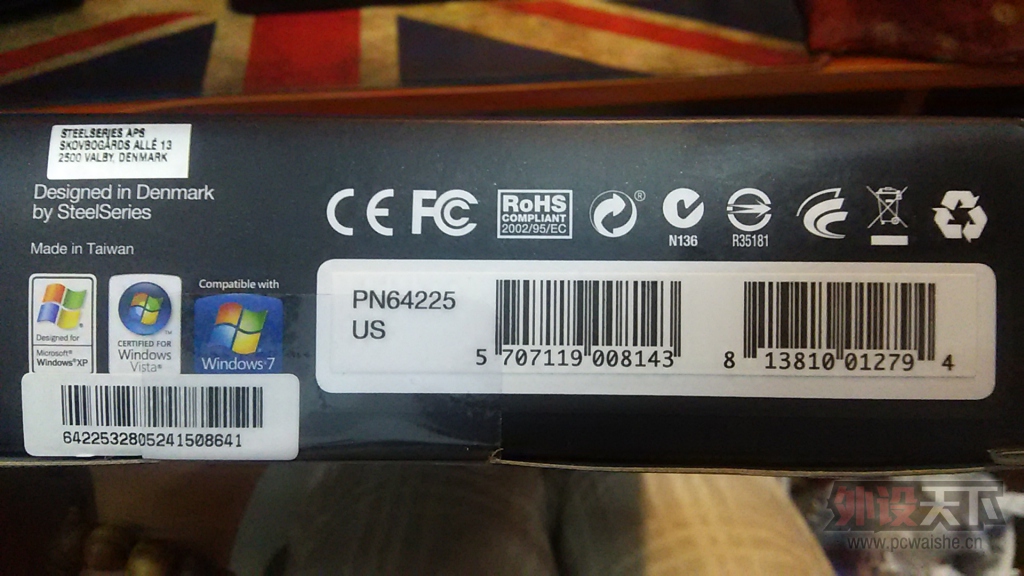 STEELSERIES APS
SKOVBOGÅRDS ALLÉ 13
2500 VALBY, DENMARK
Designed in Denmark
by SteelSeries
Made in Taiwan
CE FC
RoHS
COMPLIANT
2002/95/EC
®
N136
R35181
Designed for
Microsoft®
Windows®XP
CERTIFIED FOR
Windows
Vista®
Compatible with
Windows®7
PN64225
US
5 707119 008143
8 13810 01279 4
6422532805241508641
外设天下
www.pcwaishe.cn